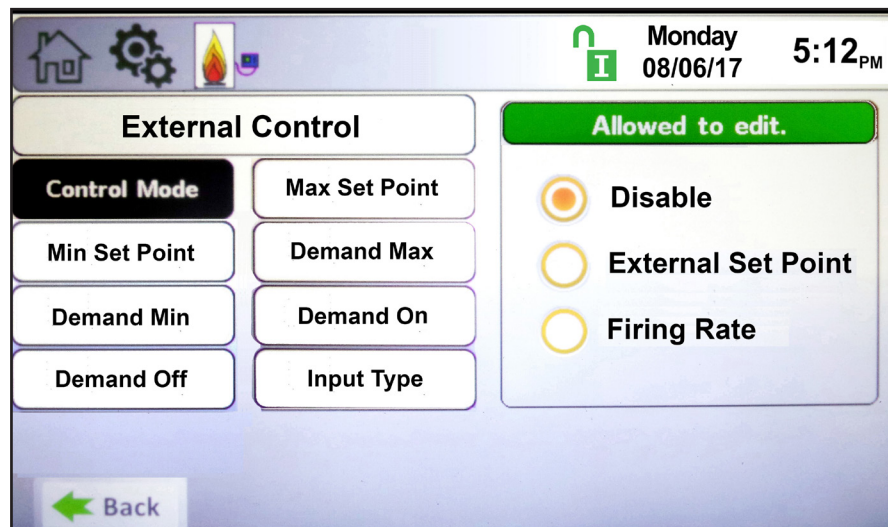 Monday
08/06/17
5:12PM
External Control
Allowed to edit.
Control Mode
Max Set Point
Min Set Point
Demand Max
Demand Min
Demand On
Demand Off
Input Type
Disable
External Set Point
Firing Rate
Back
I